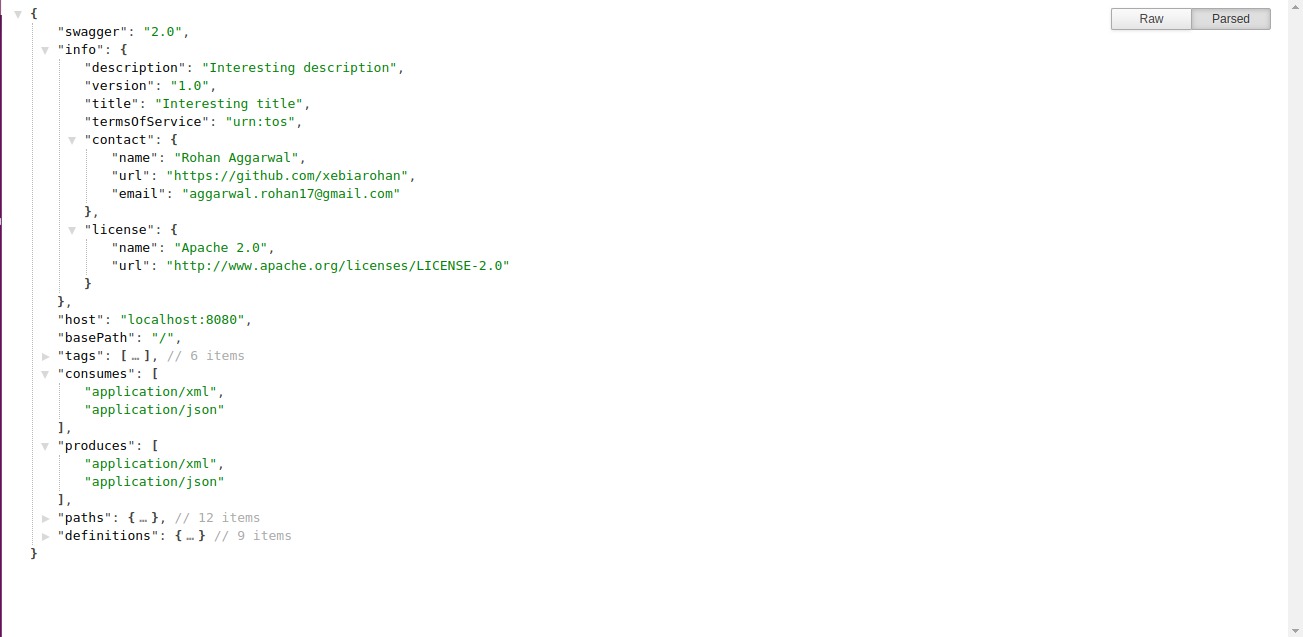 Raw Parsed
{
"swagger": "2.0",
"info": {
"description": "Interesting description",
"version": "1.0",
"title": "Interesting title",
"termsOfService": "urn:tos",
"contact": {
"name": "Rohan Aggarwal",
"url": "https://github.com/xebiarohan",
"email": "aggarwal.rohan17@gmail.com"
},
"license": {
"name": "Apache 2.0",
"url": "http://www.apache.org/licenses/LICENSE-2.0"
}
},
"host": "localhost:8080",
"basePath": "/",
"tags": [ … ], // 6 items
"consumes": [
"application/xml",
"application/json"
],
"produces": [
"application/xml",
"application/json"
],
"paths": { … }, // 12 items
"definitions": { … } // 9 items
}